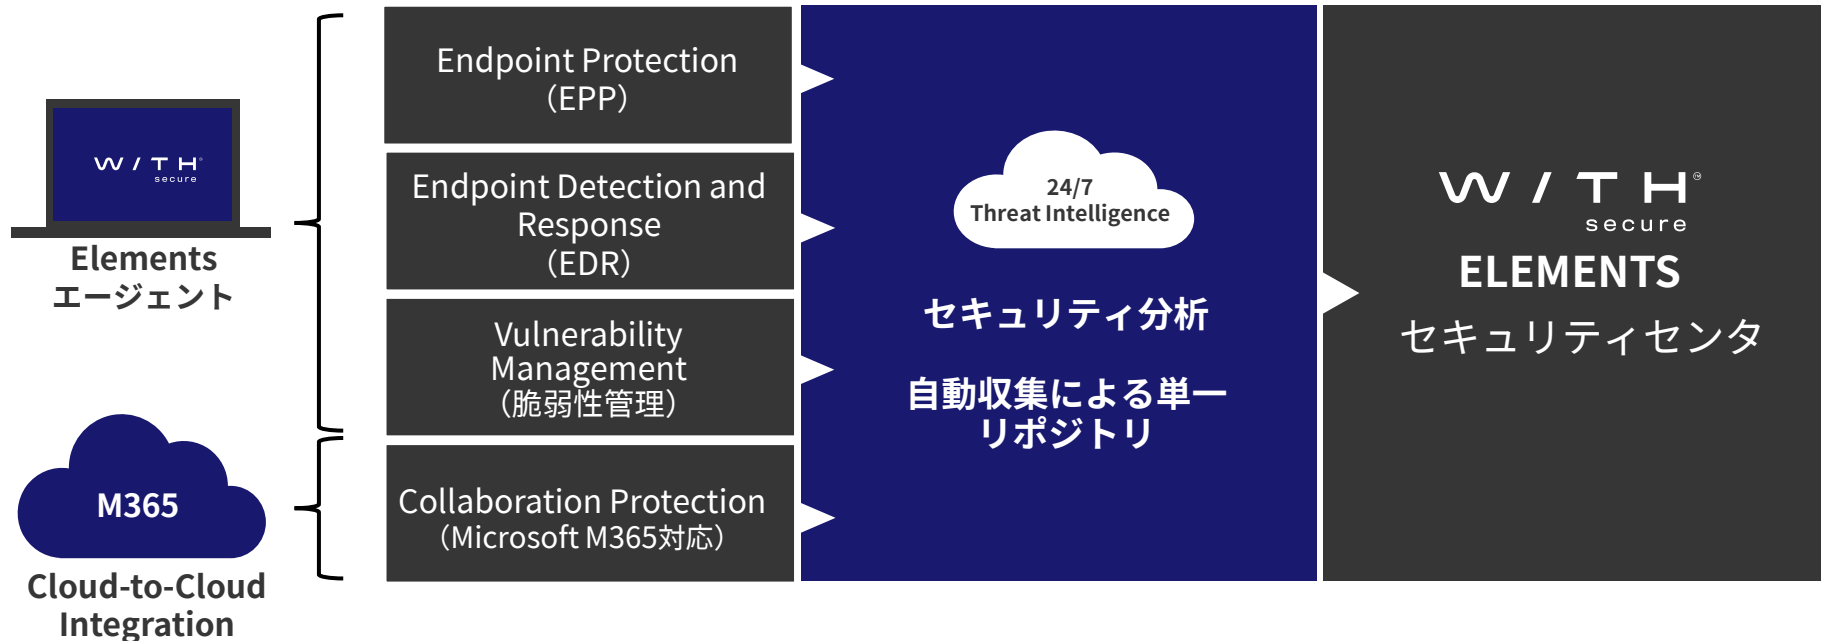 WITH
secure
Elements
エージェント
M365
Cloud-to-Cloud
Integration
Endpoint Protection
（EPP）
Endpoint Detection and
Response
（EDR）
Vulnerability
Management
（脆弱性管理）
Collaboration Protection
（Microsoft M365対応）
24/7
Threat Intelligence
セキュリティ分析
自動収集による単一
リポジトリ
W / T H
secure
ELEMENTS
セキュリティセンタ